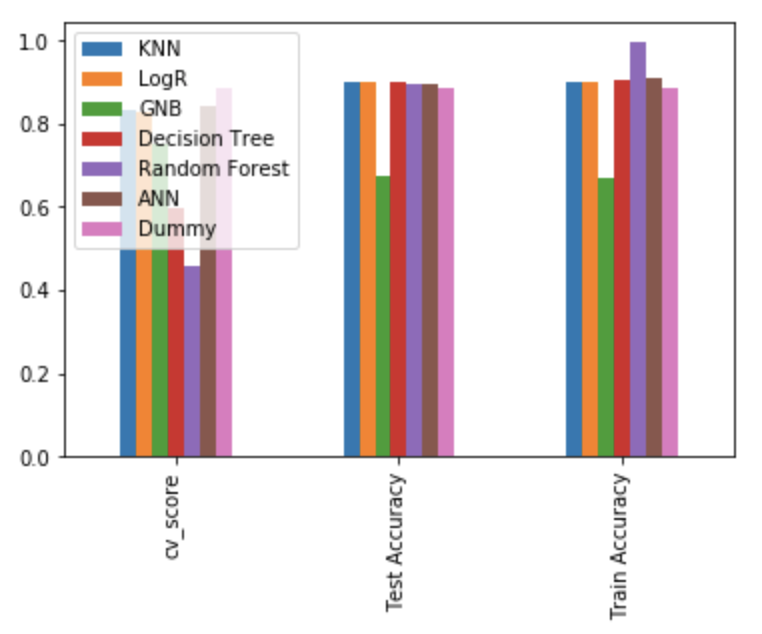 1.0
0.8
0.6
0.4
0.2
0.0
KNN
LogR
GNB
Decision Tree
Random Forest
ANN
Dummy
cv_score
Test Accuracy
Train Accuracy